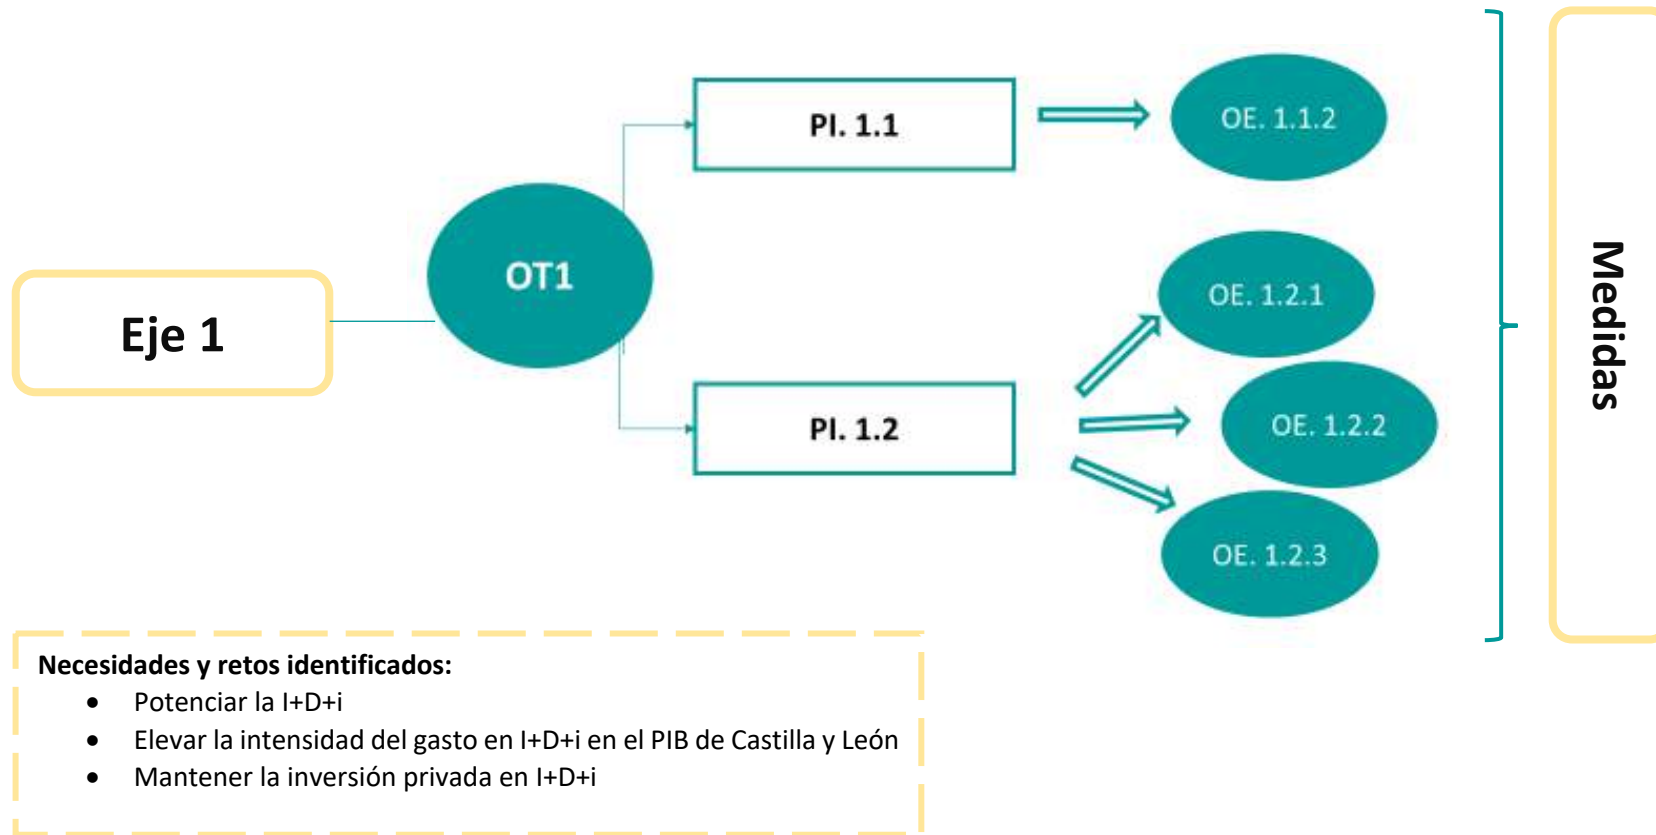 Eje 1
OT1
PI. 1.1
OE. 1.1.2
PI. 1.2
OE. 1.2.1
OE. 1.2.2
OE. 1.2.3
Medidas
Necesidades y retos identificados:
• Potenciar la I+D+i
• Elevar la intensidad del gasto en I+D+i en el PIB de Castilla y León
• Mantener la inversión privada en I+D+i